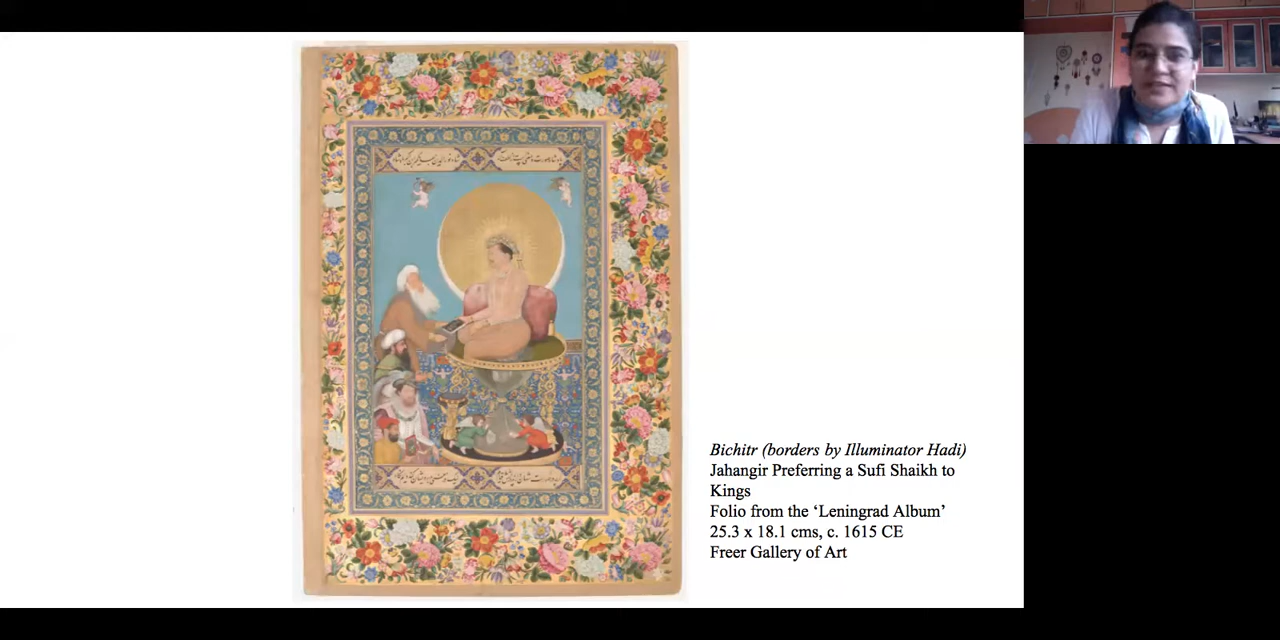 Bichitr (borders by Illuminator Hadi)
Jahangir Preferring a Sufi Shaikh to
Kings
Folio from the ‘Leningrad Album’
25.3 x 18.1 cms, c. 1615 CE
Freer Gallery of Art